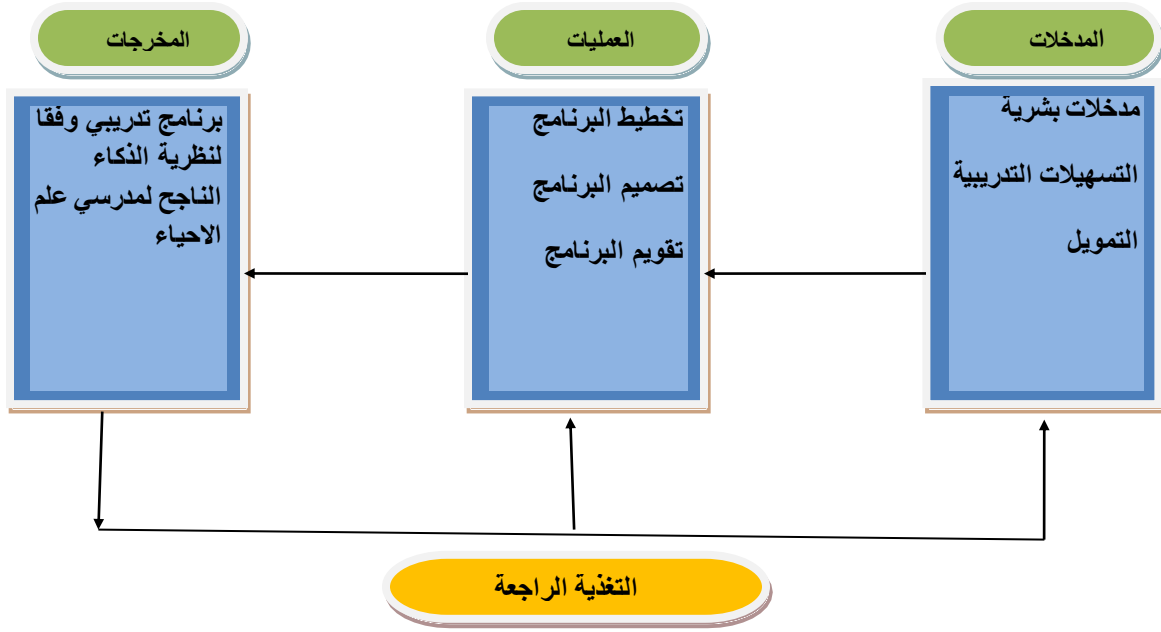 المدخلات
العمليات
المخرجات
مدخلات بشرية
التسهيلات التدريبية
التمويل
تخطيط البرنامج
تصميم البرنامج
تقويم البرنامج
برنامج تدريبي وفقا
لنظرية الذكاء
الناجح لمدرسي علم
الاحياء
التغذية الراجعة